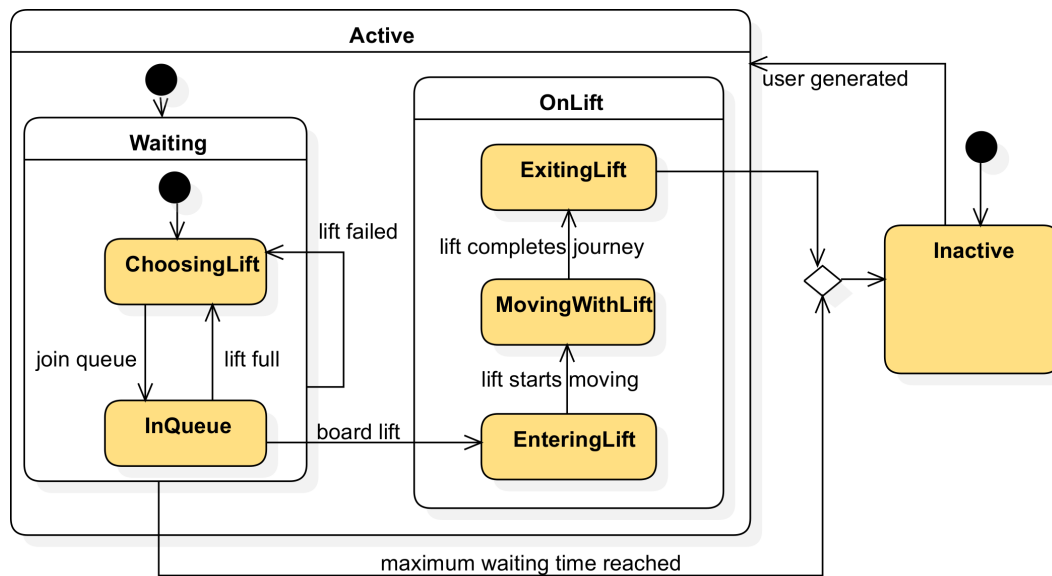 Active
user generated
OnLift
Waiting
ExitingLift
lift failed
lift completes journey
Inactive
ChoosingLift
MovingWithLift
join queue
lift full
lift starts moving
InQueue
board lift
EnteringLift
maximum waiting time reached